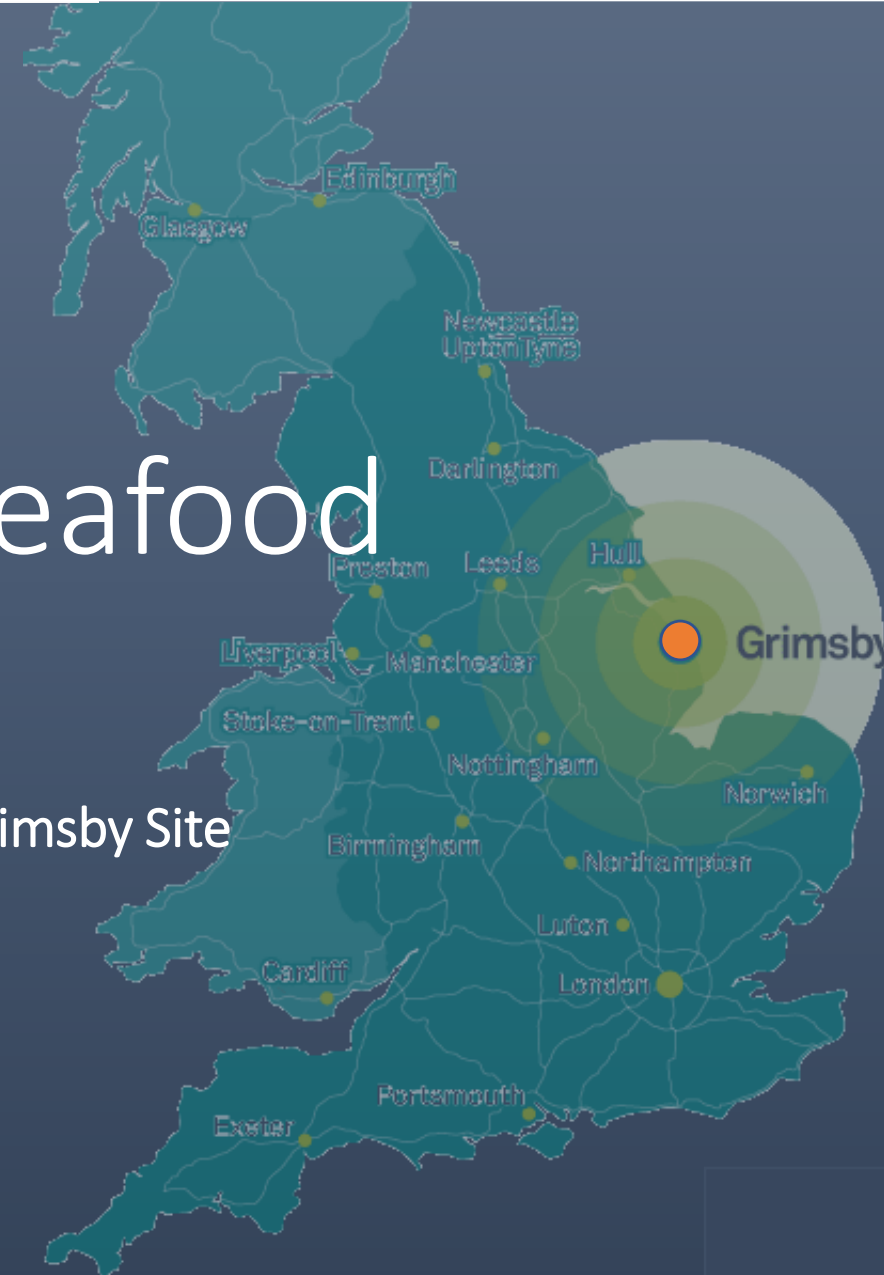 Edinburgh
Glasgow
Newcastle
Upton Tyne
Darlington
eafood
Hull
Preston
Leeds
Grimsby
Liverpool
Manchester
Stoke-on-Trent
Nottingham
Norwich
imsby Site
Birmingham
Northampton
Luton
Cardiff
London
Portsmouth
Exeter